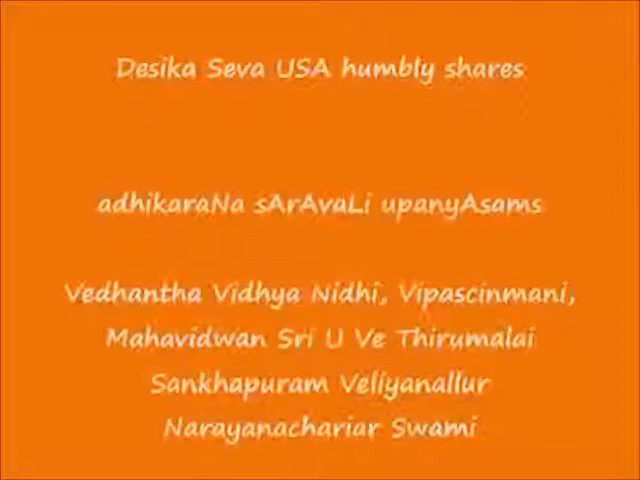 Desika Seva USA humbly shares
adhikaraNa sArAvaLi upanyAsams
Vedhantha Vidhya Nidhi, Vipascinmani,
Mahavidwan Sri U Ve Thirumalai
Sankhapuram Veliyanallur
Narayanachariar Swami